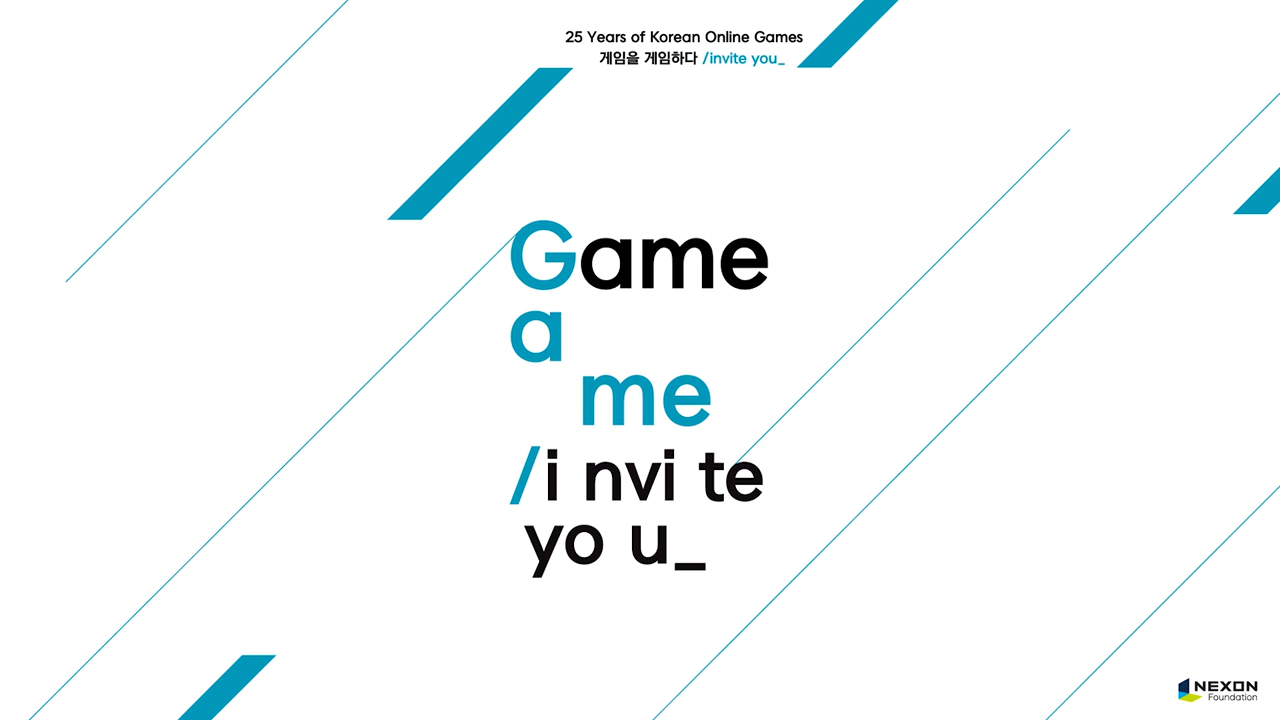 25 Years of Korean Online Games
게임을 게임하다 /invite you_
Game
a
me
/i nvi te
yo u_
NEXON
Foundation